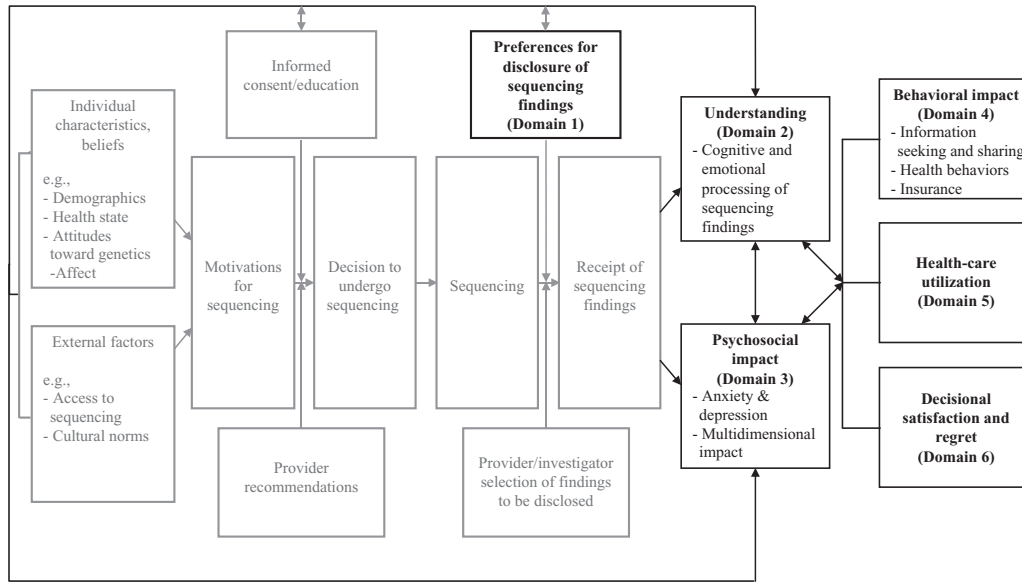 Individual
characteristics,
beliefs
e.g.,
- Demographics
- Health state
- Attitudes
toward genetics
-Affect
External factors
e.g.,
- Access to
sequencing
- Cultural norms
Motivations
for
sequencing
Informed
consent/education
Provider
recommendations
Decision to
undergo
sequencing
Sequencing
Preferences for
disclosure of
sequencing
findings
(Domain 1)
Provider/investigator
selection of findings
to be disclosed
Receipt of
sequencing
findings
Understanding
(Domain 2)
- Cognitive and
emotional
processing of
sequencing
findings
Psychosocial
impact
(Domain 3)
- Anxiety &
depression
- Multidimensional
impact
Behavioral impact
(Domain 4)
- Information
seeking and sharing
- Health behaviors
- Insurance
Health-care
utilization
(Domain 5)
Decisional
satisfaction and
regret
(Domain 6)